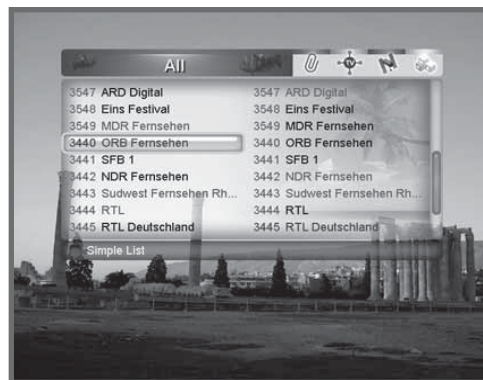 All
TV
N
3547 ARD Digital
3548 Eins Festival
3549 MDR Fernsehen
3440 ORB Fernsehen
3441 SFB 1
3442 NDR Fernsehen
3443 Sudwest Fernsehen Rh...
3444 RTL
3445 RTL Deutschland
3547 ARD Digital
3548 Eins Festival
3549 MDR Fernsehen
3440 ORB Fernsehen
3441 SFB 1
3442 NDR Fernsehen
3443 Sudwest Fernsehen Rh...
3444 RTL
3445 RTL Deutschland
Simple List